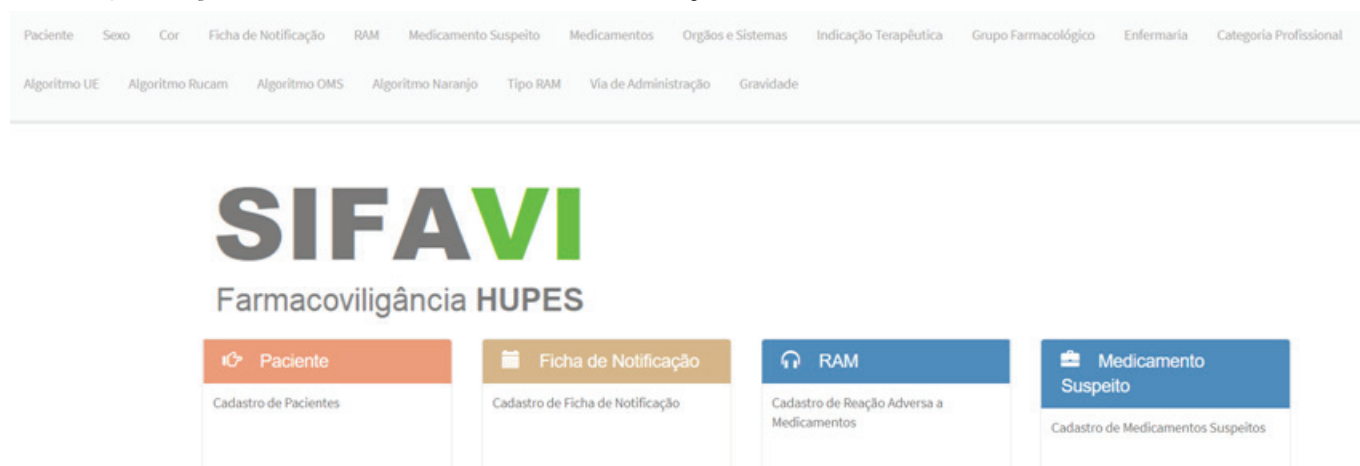 Paciente Sexo Cor Ficha de Notificação RAM Medicamento Suspeito Medicamentos Orgãos e Sistemas Indicação Terapêutica Grupo Farmacológico Enfermaria Categoria Profissional
Algoritmo UE Algoritmo Rucam Algoritmo OMS Algoritmo Naranjo Tipo RAM Via de Administração Gravidade
SIFAVI
Farmacoviligância HUPES
Paciente
Cadastro de Pacientes
Ficha de Notificação
Cadastro de Ficha de Notificação
RAM
Cadastro de Reação Adversa a
Medicamentos
Medicamento
Suspeito
Cadastro de Medicamentos Suspeitos